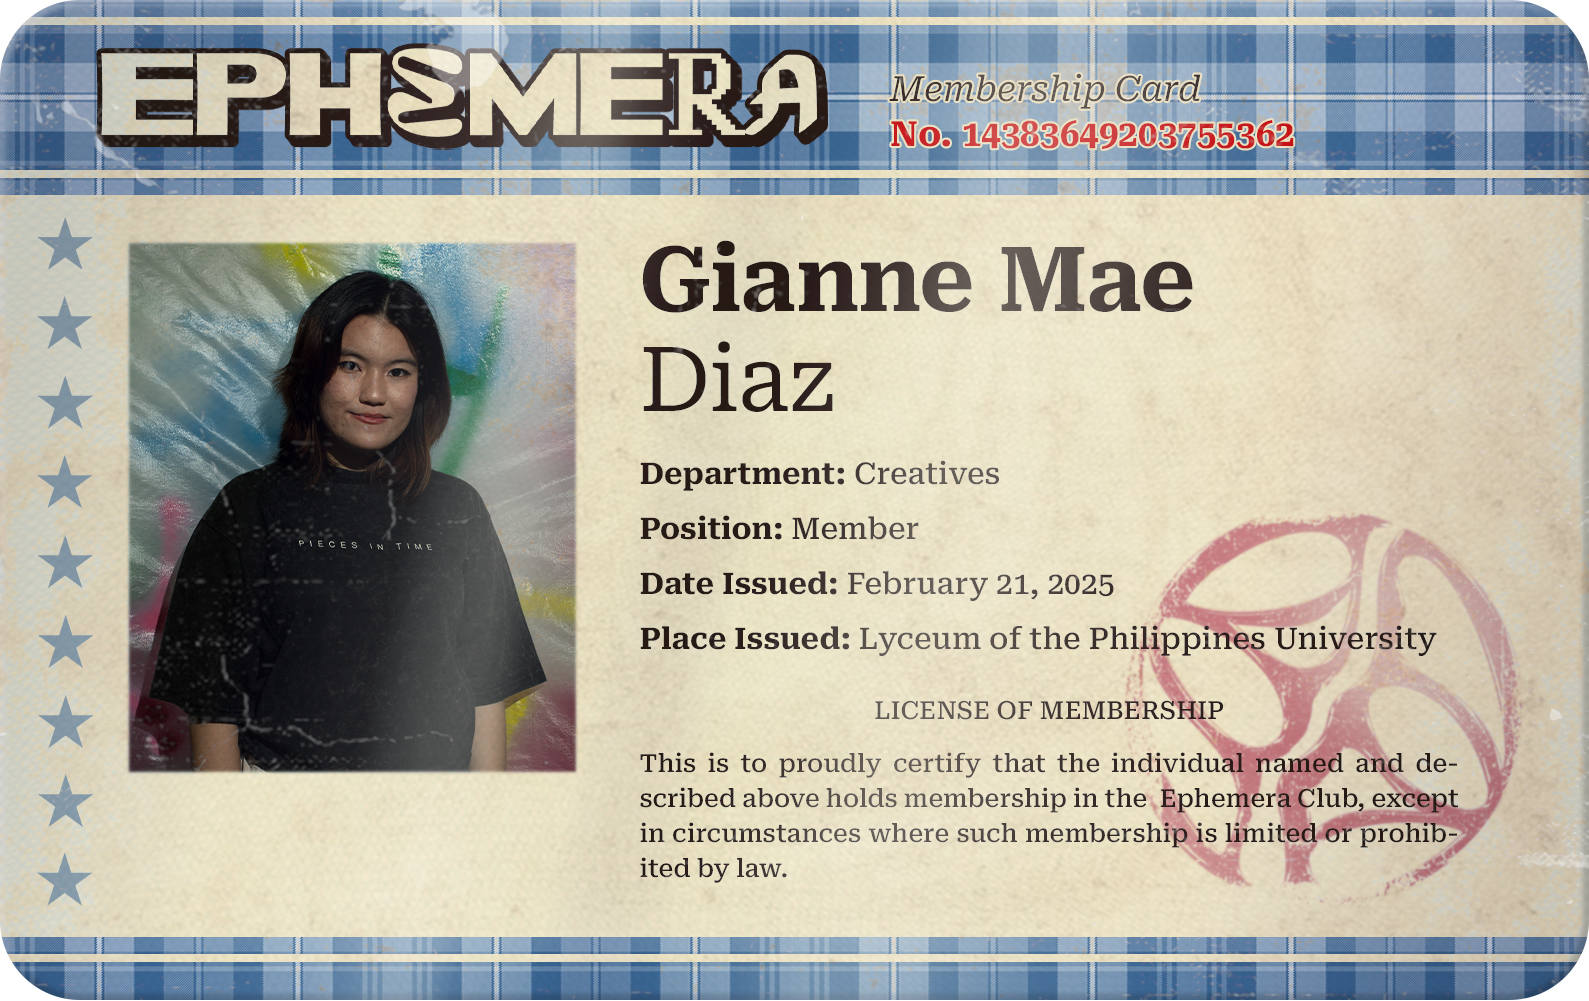 EPHEMERA
Membership Card
No. 14383649203755362
Gianne Mae
Diaz
Department: Creatives
Position: Member
Date Issued: February 21, 2025
Place Issued: Lyceum of the Philippines University
PIECES IN TIME
LICENSE OF MEMBERSHIP
This is to proudly certify that the individual named and de-
scribed above holds membership in the Ephemera Club, except
in circumstances where such membership is limited or prohib-
ited by law.